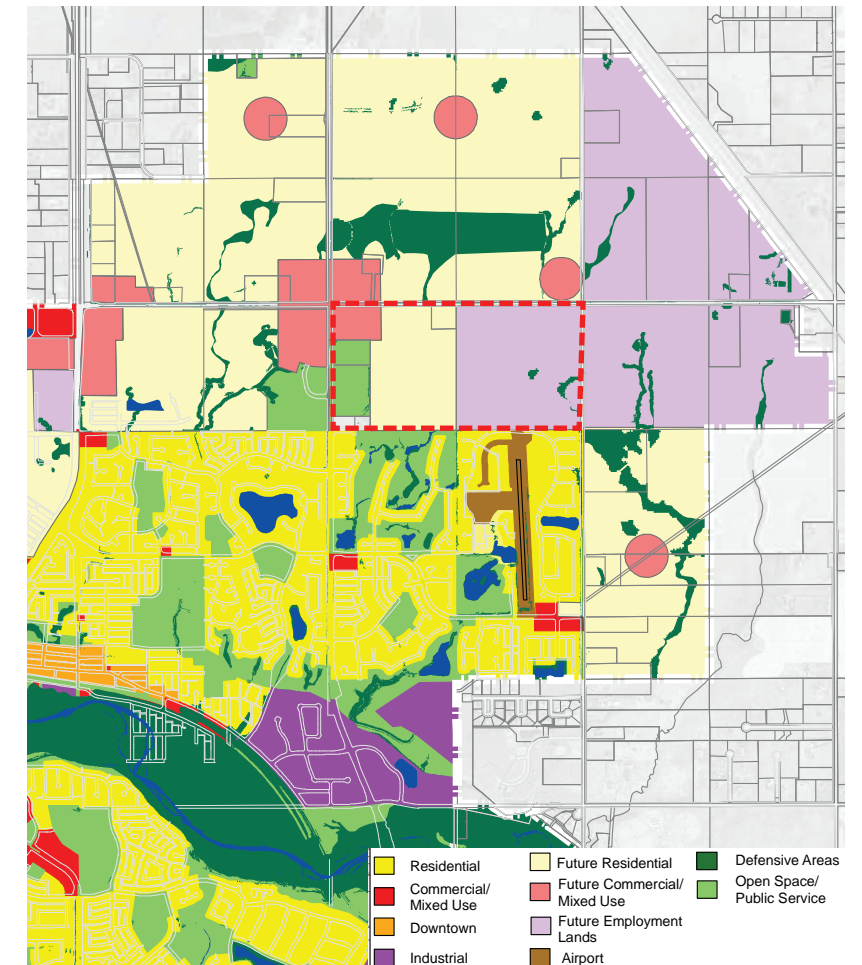 Residential
Commercial/
Mixed Use
Downtown
Industrial
Future Residential
Future Commercial/
Mixed Use
Future Employment
Lands
Airport
Defensive Areas
Open Space/
Public Service